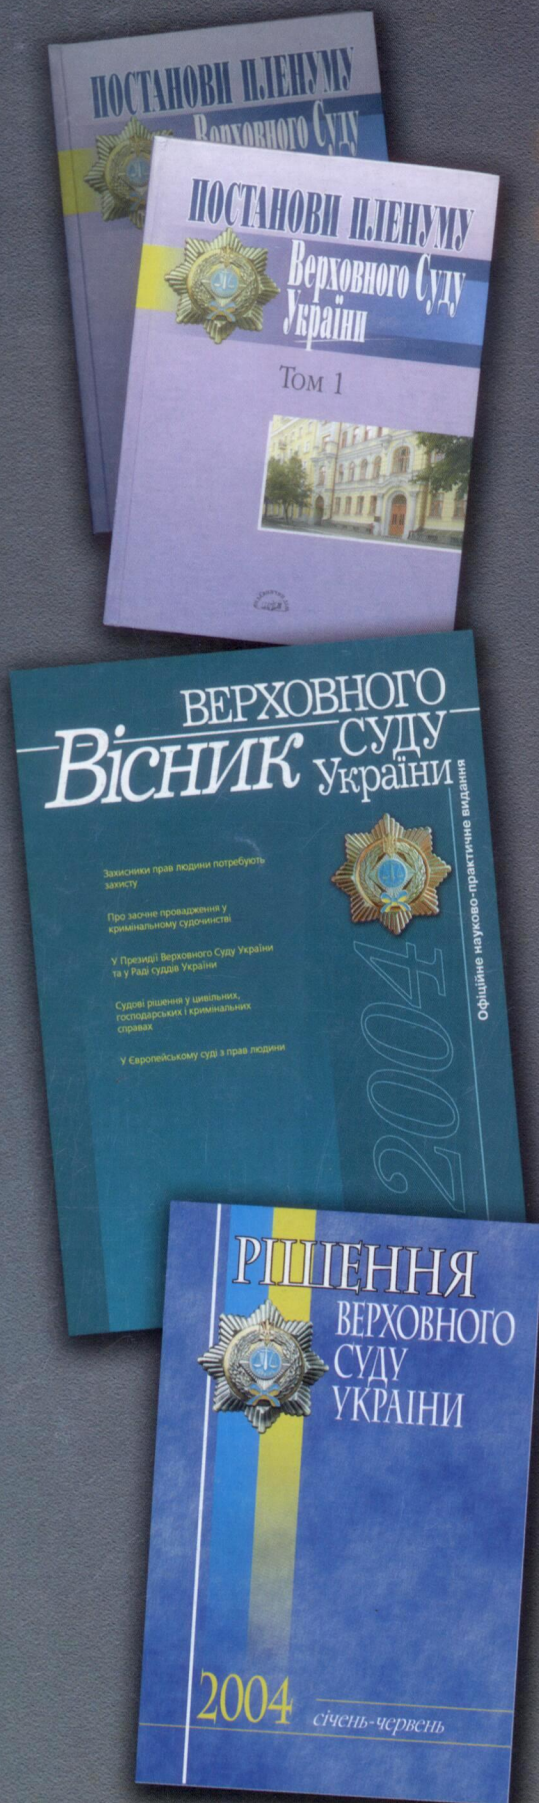 ПОСТАНОВИ ПЛЕНУМУ
Верховного Суду
ПОСТАНОВИ ПЛЕНУМУ
Верховного Суду
України
Том 1
ВЕРХОВНОГО
Вісник СУДУ
України
Офіційне науково-практичне видання
Захисники прав людини потребують
захисту
Про заочне провадження у
кримінальному судочинстві
У Президії Верховного Суду України
та у Раді суддів України
Судові рішення у цивільних,
господарських і кримінальних
справах
У Європейському суді з прав людини
2004
РІШЕННЯ
ВЕРХОВНОГО
СУДУ
УКРАЇНИ
2004
січень-червень